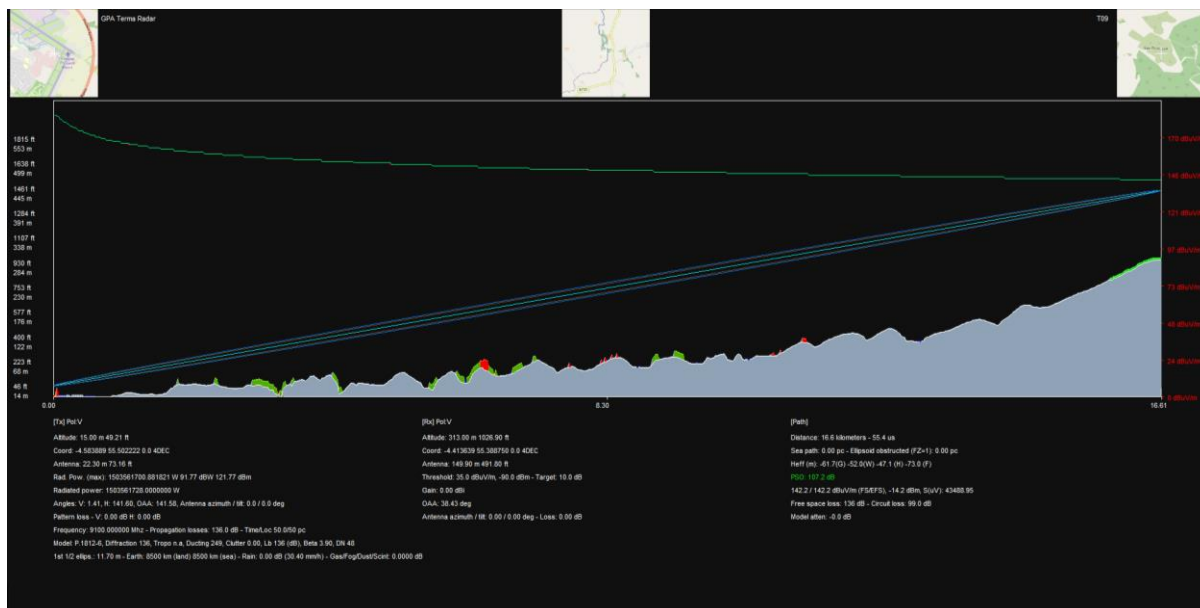 GPA Terma Radar
T09
1815 ft
553 m
1638 ft
499 m
1461 ft
445 m
1284 ft
391 m
1107 ft
338 m
930 ft
284 m
753 ft
230 m
577 ft
176 m
400 ft
122 m
223 ft
68 m
46 ft
14 m
170 dBuV/m
146 dBuV/m
121 dBuV/m
97 dBuV/m
73 dBuV/m
48 dBuV/m
24 dBuV/m
0 dBuV/m
0.00
8.30
16.61
[Tx] Pol:V
Altitude: 15.00 m 49.21 ft
Coord: -4.583889 55.502222 0.0 4DEC
Antenna: 22.30 m 73.16 ft
Rad. Pow. (max): 1503561700.881821 W 91.77 dBW 121.77 dBm
Radiated power: 1503561728.0000000 W
Angles: V: 1.41, H: 141.60, OAA: 141.58, Antenna azimuth / tilt: 0.0 / 0.0 deg
Pattern loss - V: 0.00 dB H: 0.00 dB
Frequency: 9100.000000 Mhz - Propagation losses: 136.0 dB - Time/Loc 50.0/50 pc
Model: P.1812-6, Diffraction 136, Tropo n.a, Ducting 249, Clutter 0.00, Lb 136 (dB), Beta 3.90, DN 48
1st 1/2 ellips.: 11.70 m - Earth: 8500 km (land) 8500 km (sea) - Rain: 0.00 dB (30.40 mm/h) - Gas/Fog/Dust/Scint: 0.0000 dB
[Rx] Pol:V
Altitude: 313.00 m 1026.90 ft
Coord: -4.413639 55.388750 0.0 4DEC
Antenna: 149.90 m 491.80 ft
Threshold: 35.0 dBuV/m, -90.0 dBm - Target: 10.0 dB
Gain: 0.00 dBi
OAA: 38.43 deg
Antenna azimuth / tilt: 0.00 / 0.00 deg - Loss: 0.00 dB
[Path]
Distance: 16.6 kilometers - 55.4 us
Sea path: 0.00 pc - Ellipsoid obstructed (FZ=1): 0.00 pc
Heff (m): -61.7(G) -52.0(W) -47.1 (H) -73.0 (F)
142.2 / 142.2 dBuV/m (FS/EFS), -14.2 dBm, S(uV): 43488.95
Free space loss: 136 dB - Circuit loss: 99.0 dB
Model atten: -0.0 dB